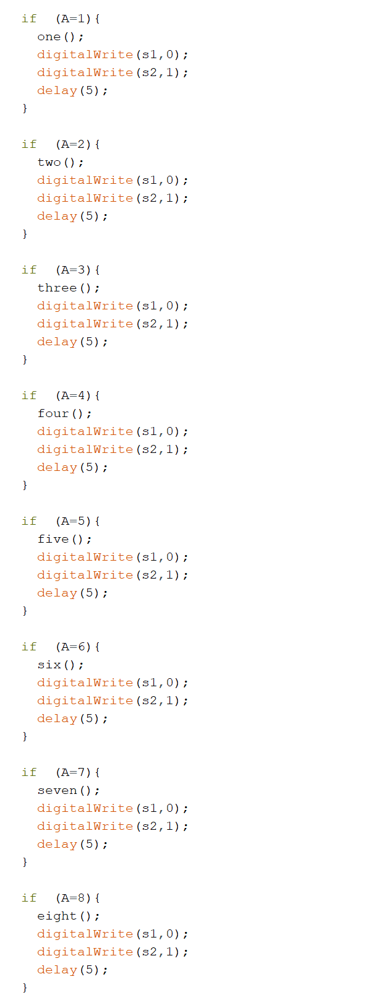 if  (A=1){
  one();
  digitalWrite(s1,0);
  digitalWrite(s2,1);
  delay(5);
}

if  (A=2){
  two();
  digitalWrite(s1,0);
  digitalWrite(s2,1);
  delay(5);
}

if  (A=3){
  three();
  digitalWrite(s1,0);
  digitalWrite(s2,1);
  delay(5);
}

if  (A=4){
  four();
  digitalWrite(s1,0);
  digitalWrite(s2,1);
  delay(5);
}

if  (A=5){
  five();
  digitalWrite(s1,0);
  digitalWrite(s2,1);
  delay(5);
}

if  (A=6){
  six();
  digitalWrite(s1,0);
  digitalWrite(s2,1);
  delay(5);
}

if  (A=7){
  seven();
  digitalWrite(s1,0);
  digitalWrite(s2,1);
  delay(5);
}

if  (A=8){
  eight();
  digitalWrite(s1,0);
  digitalWrite(s2,1);
  delay(5);
}